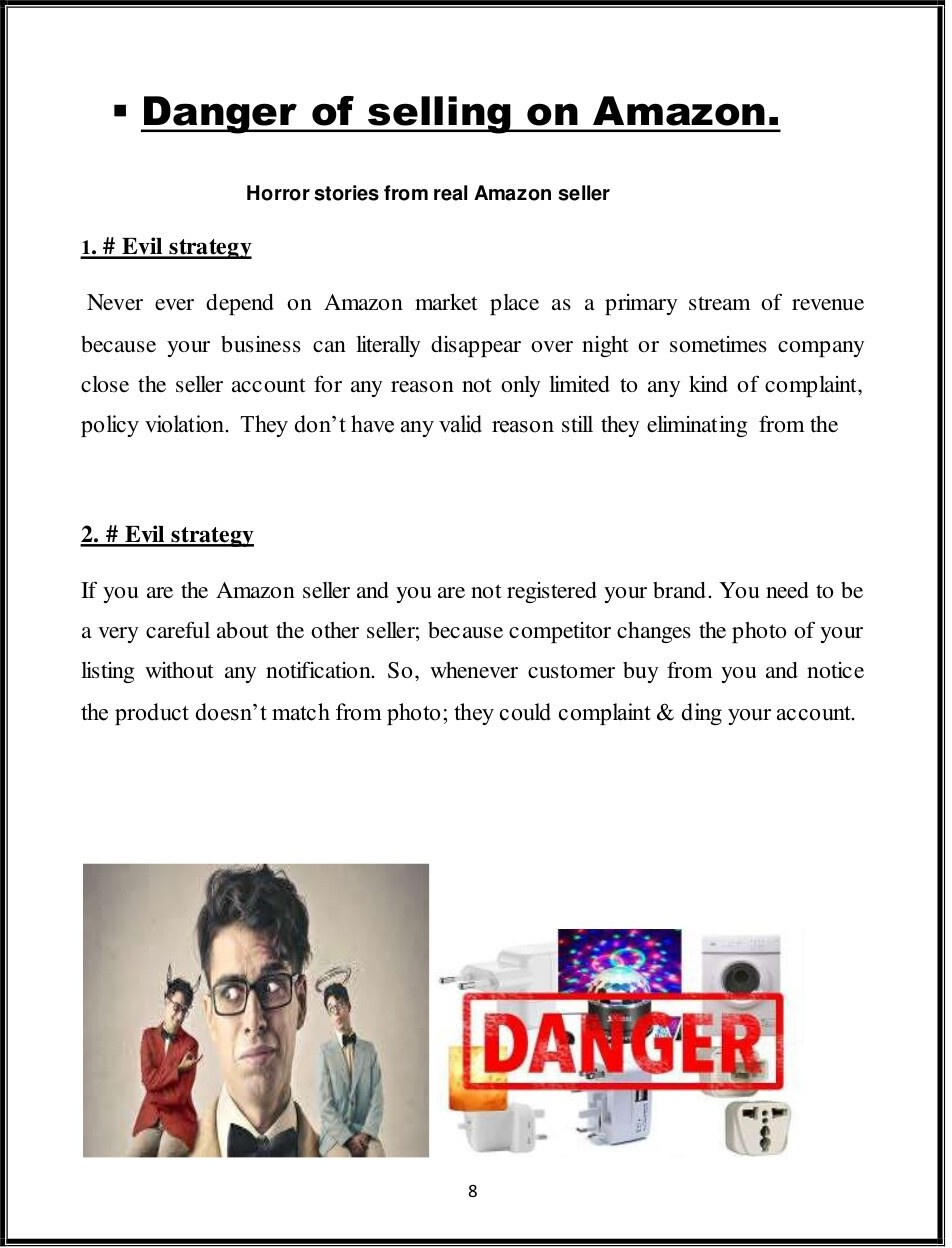 ▪ Danger of selling on Amazon.
Horror stories from real Amazon seller
1. # Evil strategy
Never ever depend on Amazon market place as a primary stream of revenue
because your business can literally disappear over night or sometimes company
close the seller account for any reason not only limited to any kind of complaint,
policy violation. They don’t have any valid reason still they eliminating from the
2. # Evil strategy
If you are the Amazon seller and you are not registered your brand. You need to be
a very careful about the other seller; because competitor changes the photo of your
listing without any notification. So, whenever customer buy from you and notice
the product doesn’t match from photo; they could complaint & ding your account.
DANGER
8